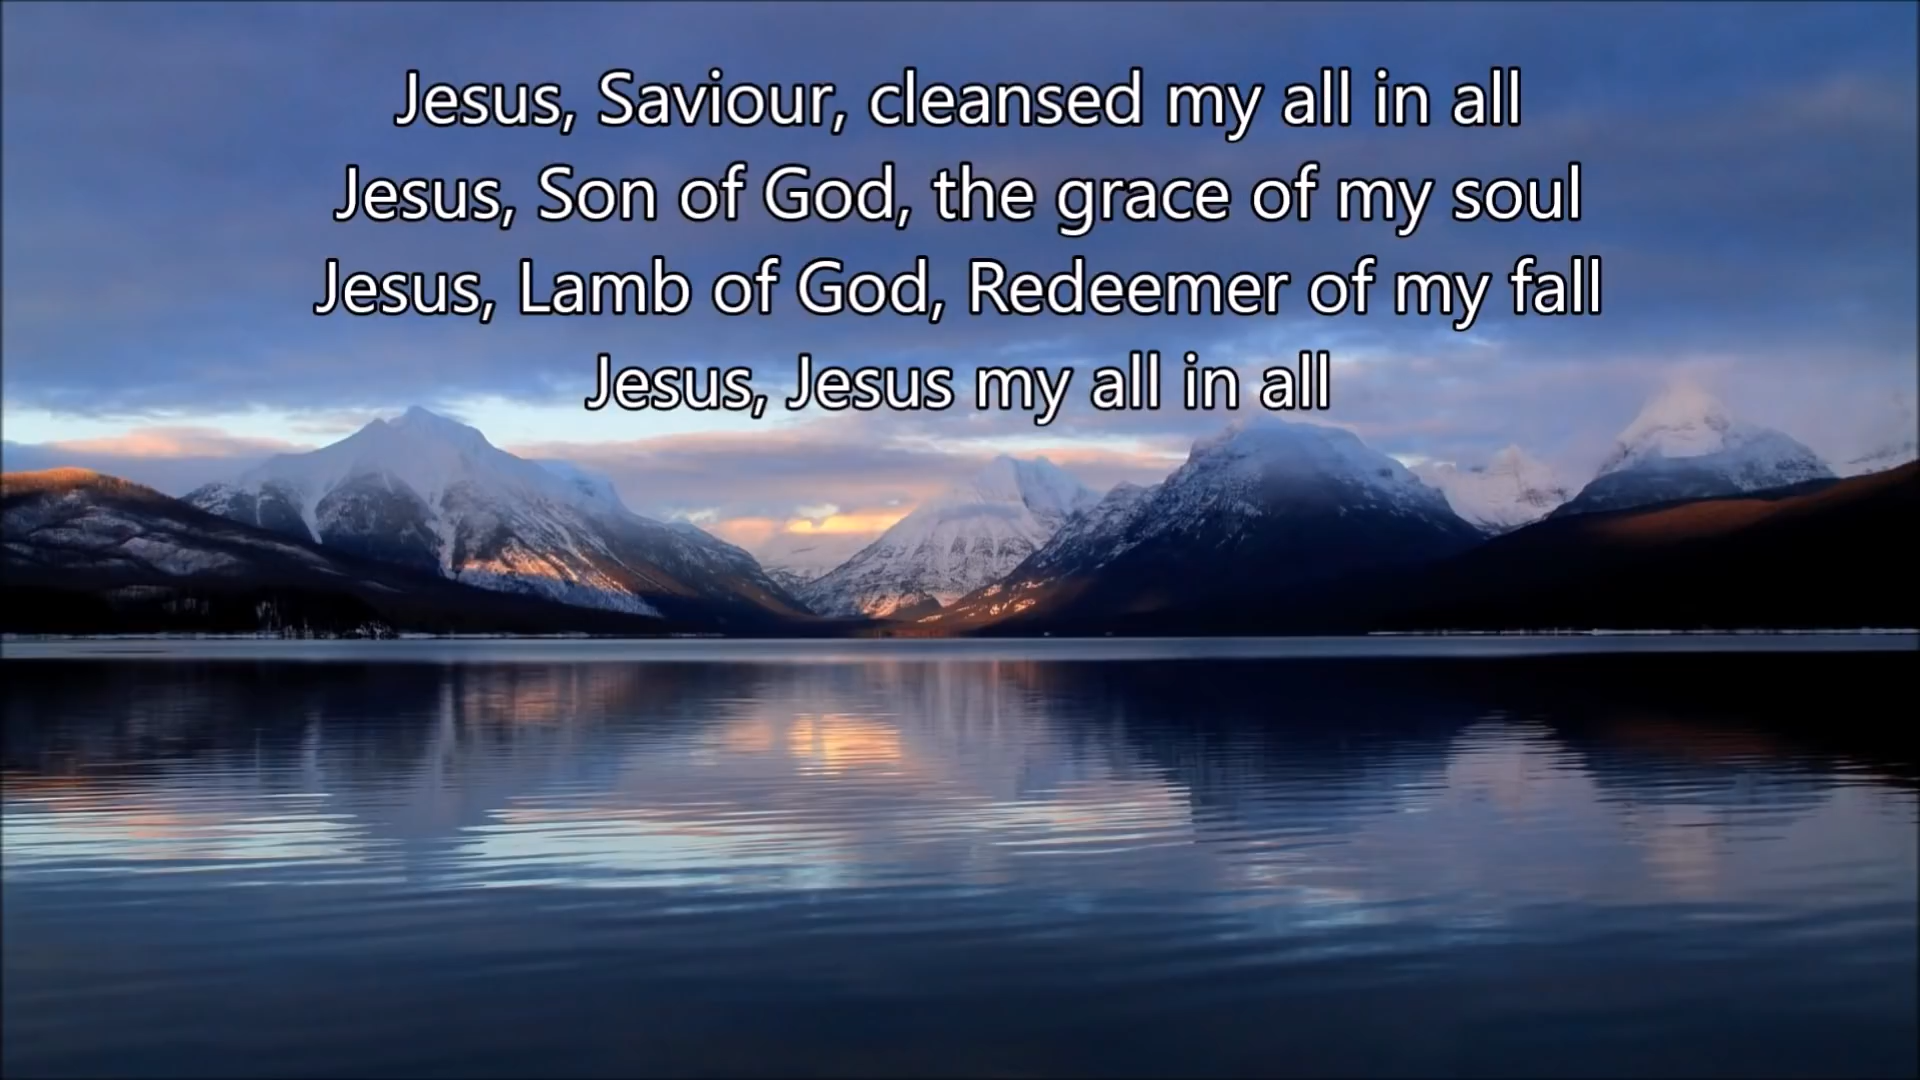 Jesus, Saviour, cleansed my all in all
Jesus, Son of God, the grace of my soul
Jesus, Lamb of God, Redeemer of my fall
Jesus, Jesus my all in all